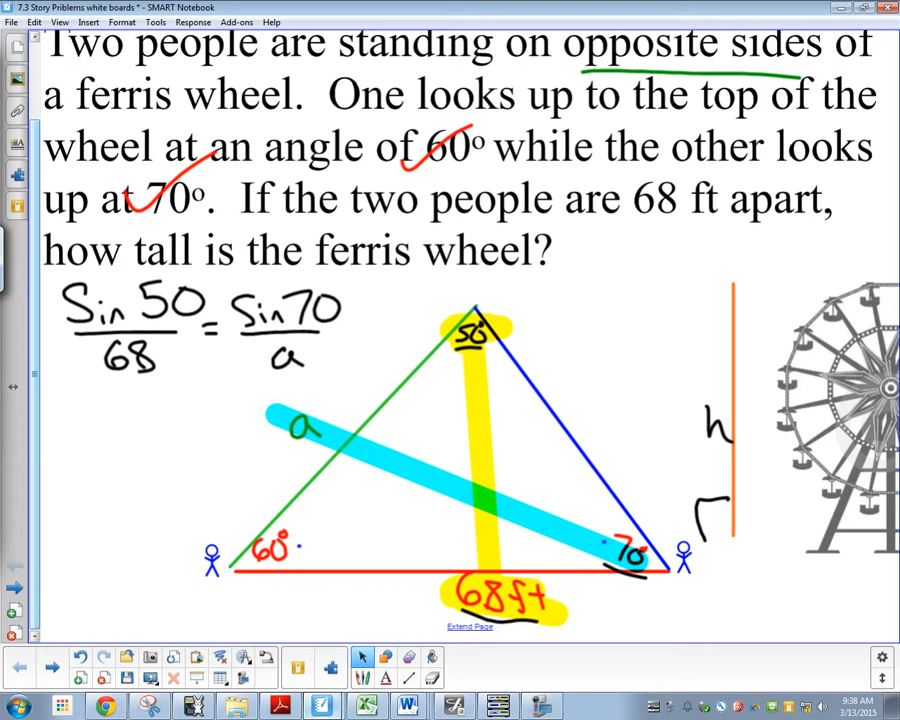 7.3 Story Priblems white boards * - SMART Notebook
File Edit View Insert Format Tools Response Add-ons Help
Two people are standing on opposite sides of
a ferris wheel. One looks up to the top of the
wheel at an angle of 60° while the other looks
up at 70°. If the two people are 68 ft apart,
how tall is the ferris wheel?
Sin 50 = Sin 70
68 a
50°
a
h
60°
70°
68 ft
Extend Page
9:38 AM
3/13/2015